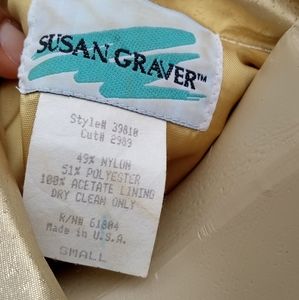 SUSAN GRAVER™
Style# 39810
Cut# 2989
49% NYLON
51% POLYESTER
100% ACETATE LINING
DRY CLEAN ONLY
R/N# 61804
Made in U.S.A.
SMALL